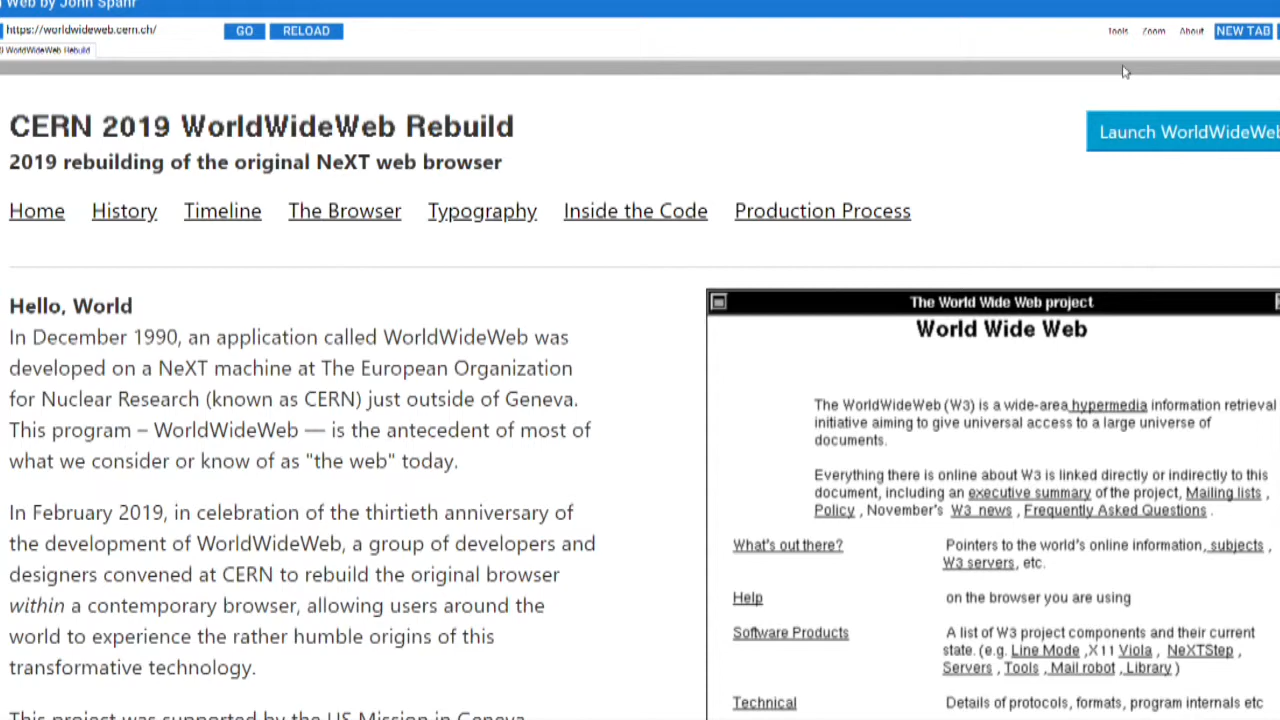 Web by John Spahr
https://worldwideweb.cern.ch/
GO
RELOAD
Tools
Zoom
About
NEW TAB
WorldWideWeb Rebuild
CERN 2019 WorldWideWeb Rebuild
Launch WorldWideWeb
2019 rebuilding of the original NeXT web browser
Home
History
Timeline
The Browser
Typography
Inside the Code
Production Process
Hello, World
In December 1990, an application called WorldWideWeb was
developed on a NeXT machine at The European Organization
for Nuclear Research (known as CERN) just outside of Geneva.
This program – WorldWideWeb — is the antecedent of most of
what we consider or know of as "the web" today.
In February 2019, in celebration of the thirtieth anniversary of
the development of WorldWideWeb, a group of developers and
designers convened at CERN to rebuild the original browser
within a contemporary browser, allowing users around the
world to experience the rather humble origins of this
transformative technology.
This project was supported by the US Mission in Geneva
The World Wide Web project
World Wide Web
The WorldWideWeb (W3) is a wide-area hypermedia information retrieval
initiative aiming to give universal access to a large universe of
documents.
Everything there is online about W3 is linked directly or indirectly to this
document, including an executive summary of the project, Mailing lists ,
Policy , November's W3 news , Frequently Asked Questions .
What's out there?
Pointers to the world's online information, subjects ,
W3 servers, etc.
Help
on the browser you are using
Software Products
A list of W3 project components and their current
state. (e.g. Line Mode ,X11 Viola , NeXTStep ,
Servers , Tools , Mail robot , Library )
Technical
Details of protocols, formats, program internals etc